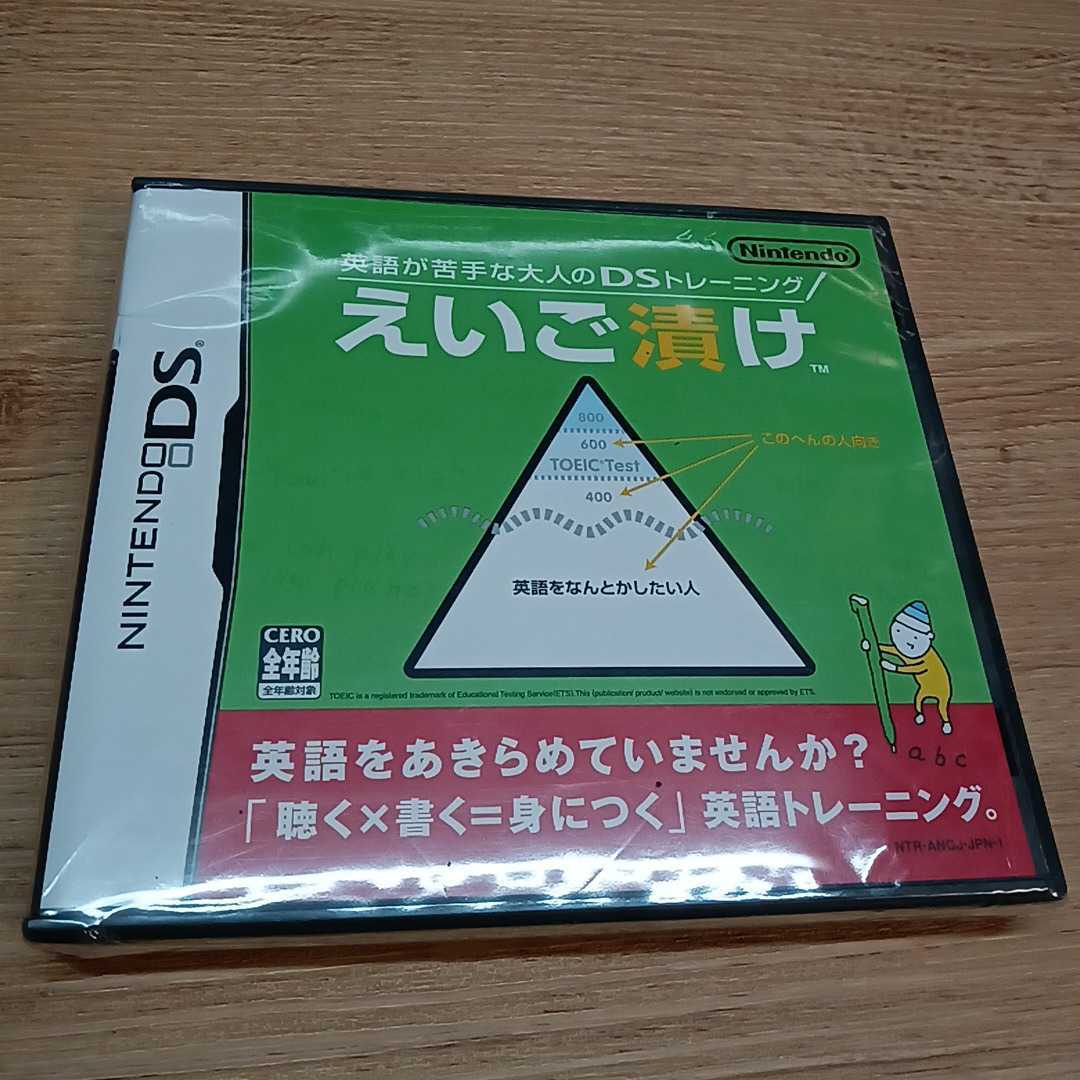 Nintendo
英語が苦手な大人のDSトレーニング
えいご漬け™
800
600
このへんの人向き
TOEIC®Test
400
英語をなんとかしたい人
NINTENDO DS®
CERO
全年齢
全年齢対象
TOEIC is a registered trademark of Educational Testing Service(ETS).This (publication/ product/ website) is not endorsed or approved by ETS.
abc
英語をあきらめていませんか？
「聴く×書く＝身につく」英語トレーニング。
NTR-ANGJ-JPN-1